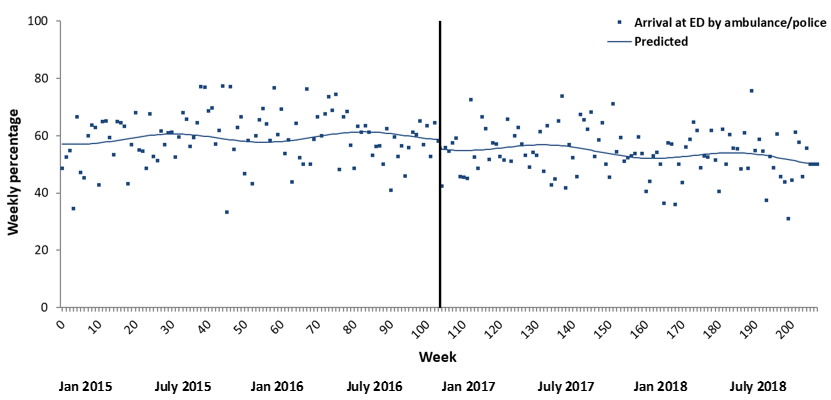 100
80
60
40
20
0
Weekly percentage
Arrival at ED by ambulance/police
Predicted
0 10 20 30 40 50 60 70 80 90 100 110 120 130 140 150 160 170 180 190 200
Week
Jan 2015 July 2015 Jan 2016 July 2016 Jan 2017 July 2017 Jan 2018 July 2018